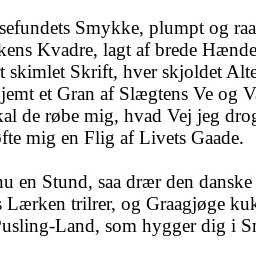 sefundets Smykke, plumpt og raa
kens Kvadre, lagt af brede Hænde
t skimlet Skrift, hver skjoldet Alte
jemt et Gran af Slægtens Ve og V
kal de røbe mig, hvad Vej jeg drog
øfte mig en Flig af Livets Gaade.

nu en Stund, saa drær den danske
s Lærken trilrer, og Graagjøge kuk
Pusling-Land, som hygger dig i Sm